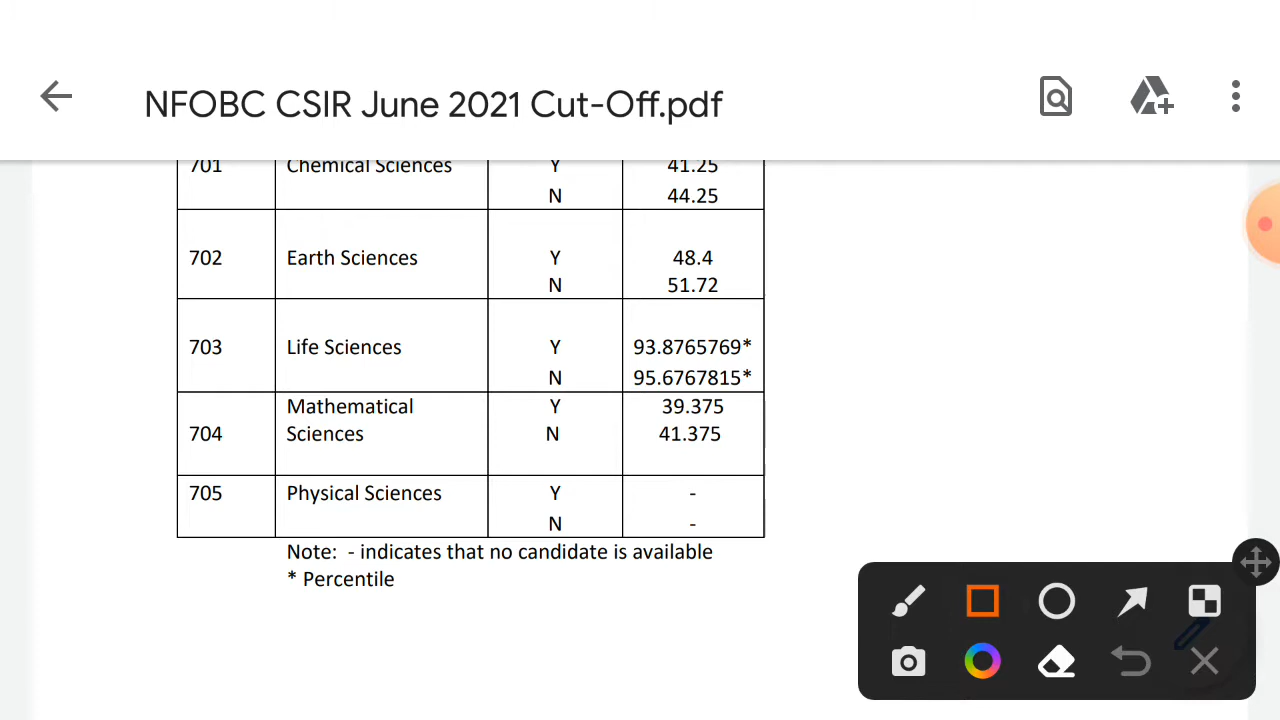 NFOBC CSIR June 2021 Cut-Off.pdf
701 Chemical Sciences Y 41.25
N 44.25
702 Earth Sciences Y 48.4
N 51.72
703 Life Sciences Y 93.8765769*
N 95.6767815*
Mathematical Y 39.375
704 Sciences N 41.375
705 Physical Sciences Y -
N -
Note: - indicates that no candidate is available
* Percentile